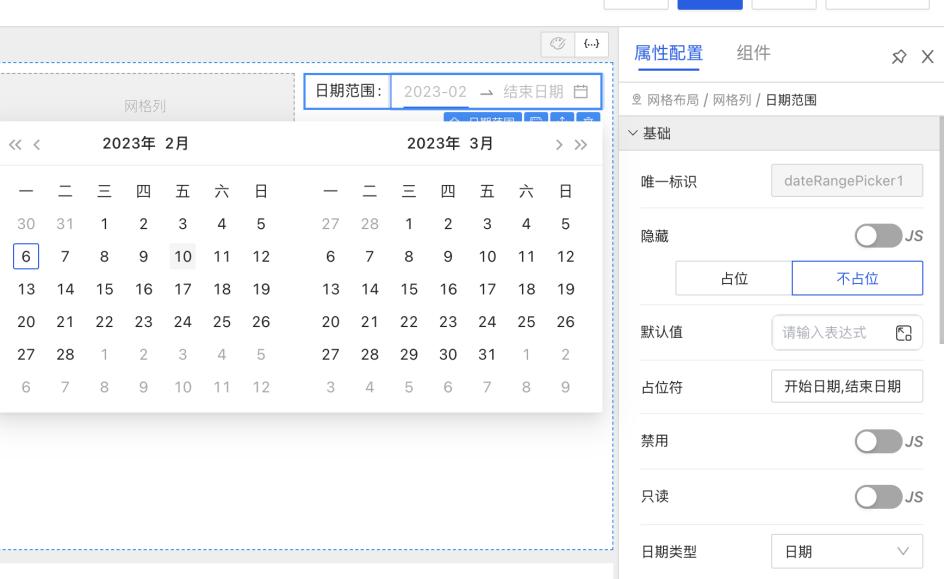 {...}
属性配置 组件
网格布局 / 网格列 / 日期范围
基础
唯一标识 dateRangePicker1
隐藏 JS
占位 不占位
默认值 请输入表达式
占位符 开始日期,结束日期
禁用 JS
只读 JS
日期类型 日期
网格列
日期范围: 2023-02 → 结束日期
日期范围
2023年 2月 2023年 3月
一 二 三 四 五 六 日 一 二 三 四 五 六 日
30 31 1 2 3 4 5 27 28 1 2 3 4 5
6 7 8 9 10 11 12 6 7 8 9 10 11 12
13 14 15 16 17 18 19 13 14 15 16 17 18 19
20 21 22 23 24 25 26 20 21 22 23 24 25 26
27 28 1 2 3 4 5 27 28 29 30 31 1 2
6 7 8 9 10 11 12 3 4 5 6 7 8 9